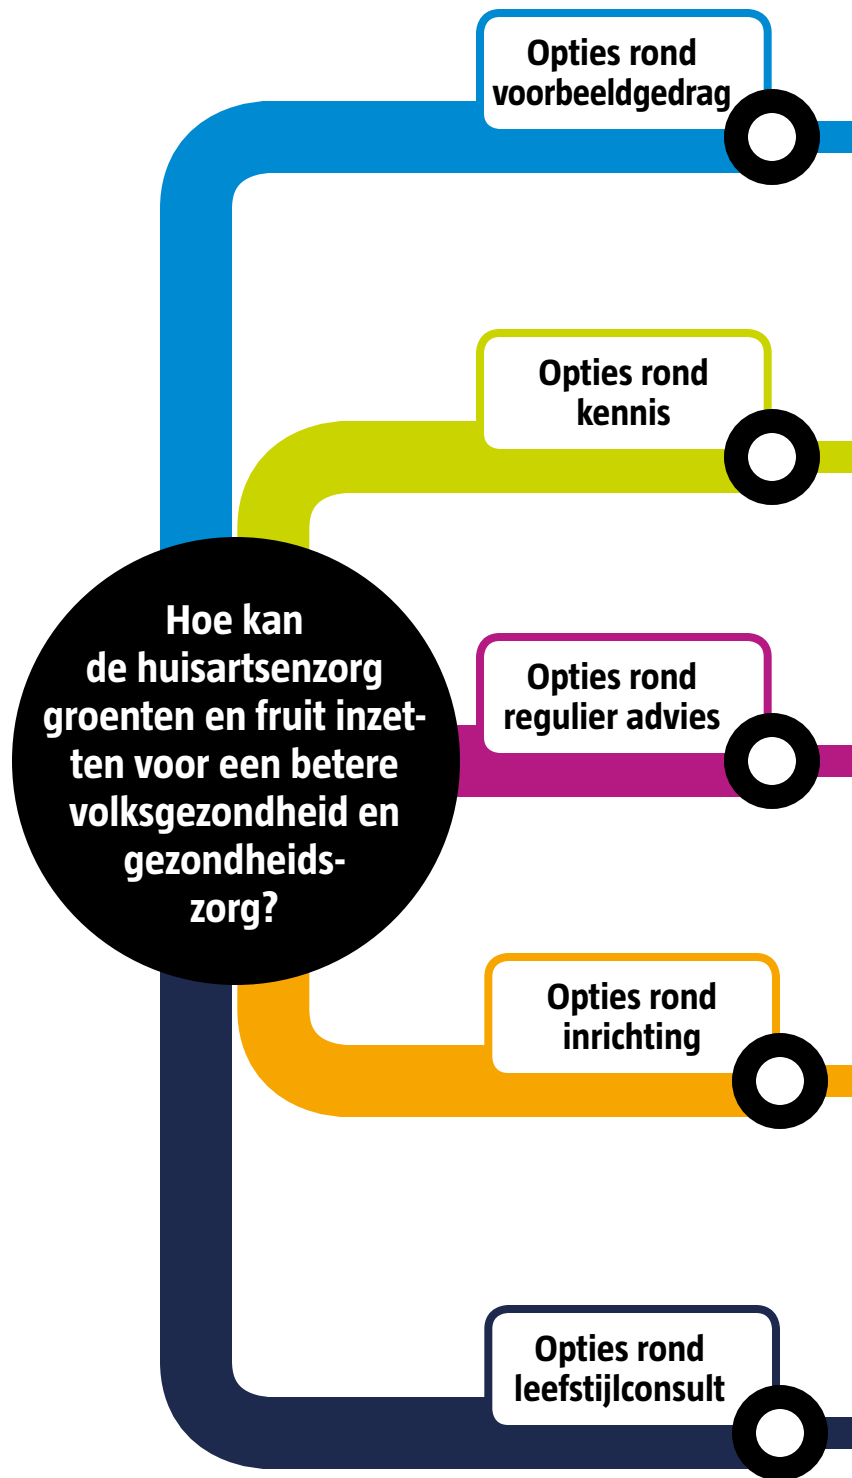 Opties rond
voorbeeldgedrag
Opties rond
kennis
Hoe kan
de huisartsenzorg
groenten en fruit inzet-
ten voor een betere
volksgezondheid en
gezondheids-
zorg?
Opties rond
regulier advies
Opties rond
inrichting
Opties rond
leefstijlconsult